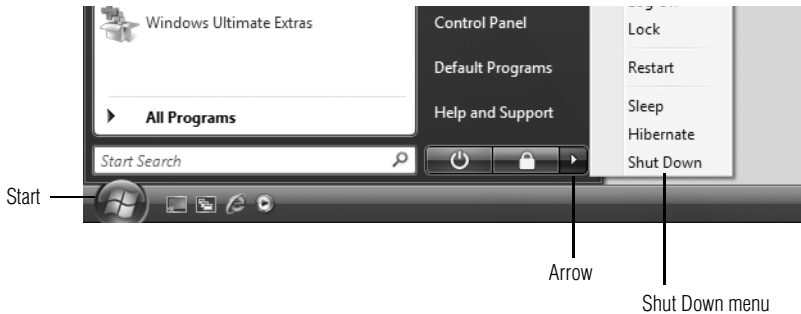 Windows Ultimate Extras
Control Panel
Lock
Default Programs
Restart
All Programs
Help and Support
Sleep
Hibernate
Start Search
Shut Down
Start
Arrow
Shut Down menu